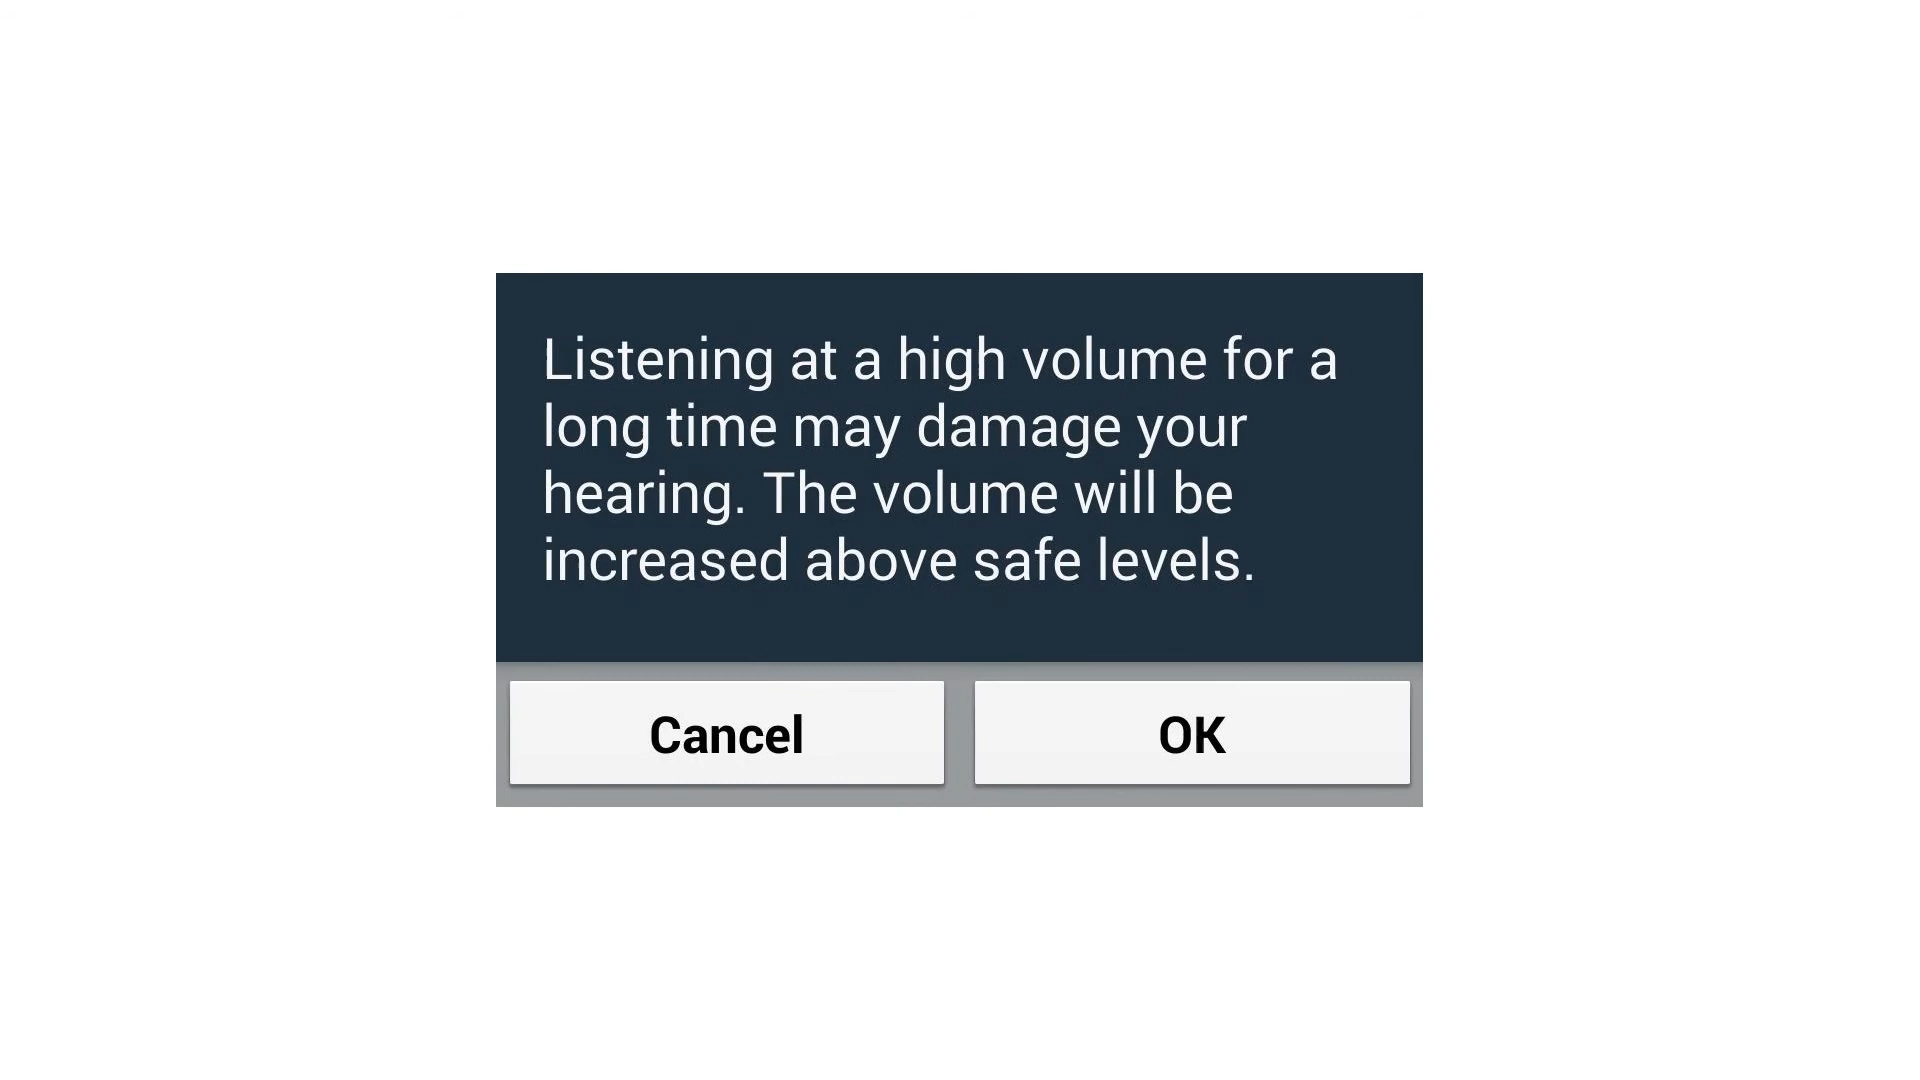 Listening at a high volume for a
long time may damage your
hearing. The volume will be
increased above safe levels.
Cancel
OK